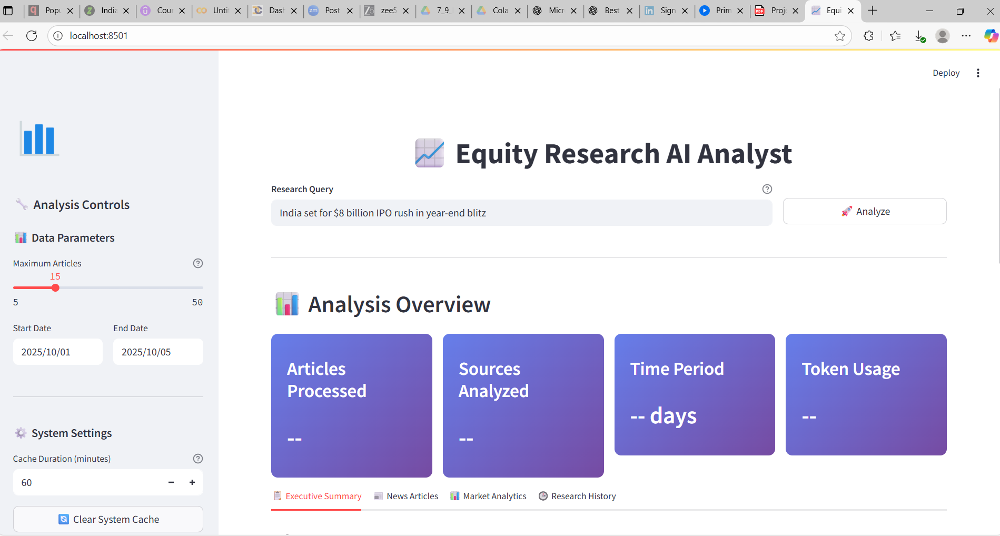 Popu
India
Cour
Unti
Dash
Post
zee5
7_9_
Cola
Micr
Best
Sign
Prim
Proje
Equi
localhost:8501
Deploy
Equity Research AI Analyst
Research Query
India set for $8 billion IPO rush in year-end blitz
Analyze
Analysis Controls
Data Parameters
Maximum Articles
15
5 50
Start Date End Date
2025/10/01 2025/10/05
System Settings
Cache Duration (minutes)
60 - +
Clear System Cache
Analysis Overview
Articles
Processed
--
Sources
Analyzed
--
Time Period
-- days
Token Usage
--
Executive Summary News Articles Market Analytics Research History